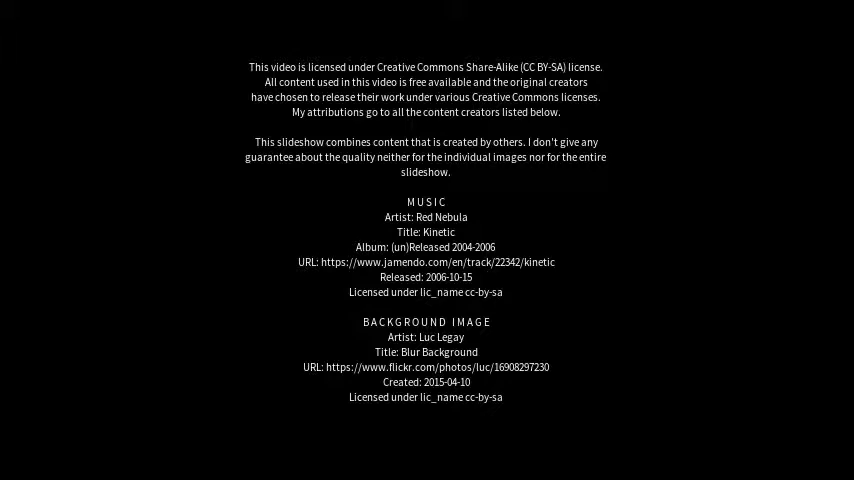 This video is licensed under Creative Commons Share-Alike (CC BY-SA) license.
All content used in this video is free available and the original creators
have chosen to release their work under various Creative Commons licenses.
My attributions go to all the content creators listed below.
This slideshow combines content that is created by others. I don't give any
guarantee about the quality neither for the individual images nor for the entire
slideshow.
M U S I C
Artist: Red Nebula
Title: Kinetic
Album: (un)Released 2004-2006
URL: https://www.jamendo.com/en/track/22342/kinetic
Released: 2006-10-15
Licensed under lic_name cc-by-sa
B A C K G R O U N D   I M A G E
Artist: Luc Legay
Title: Blur Background
URL: https://www.flickr.com/photos/luc/16908297230
Created: 2015-04-10
Licensed under lic_name cc-by-sa